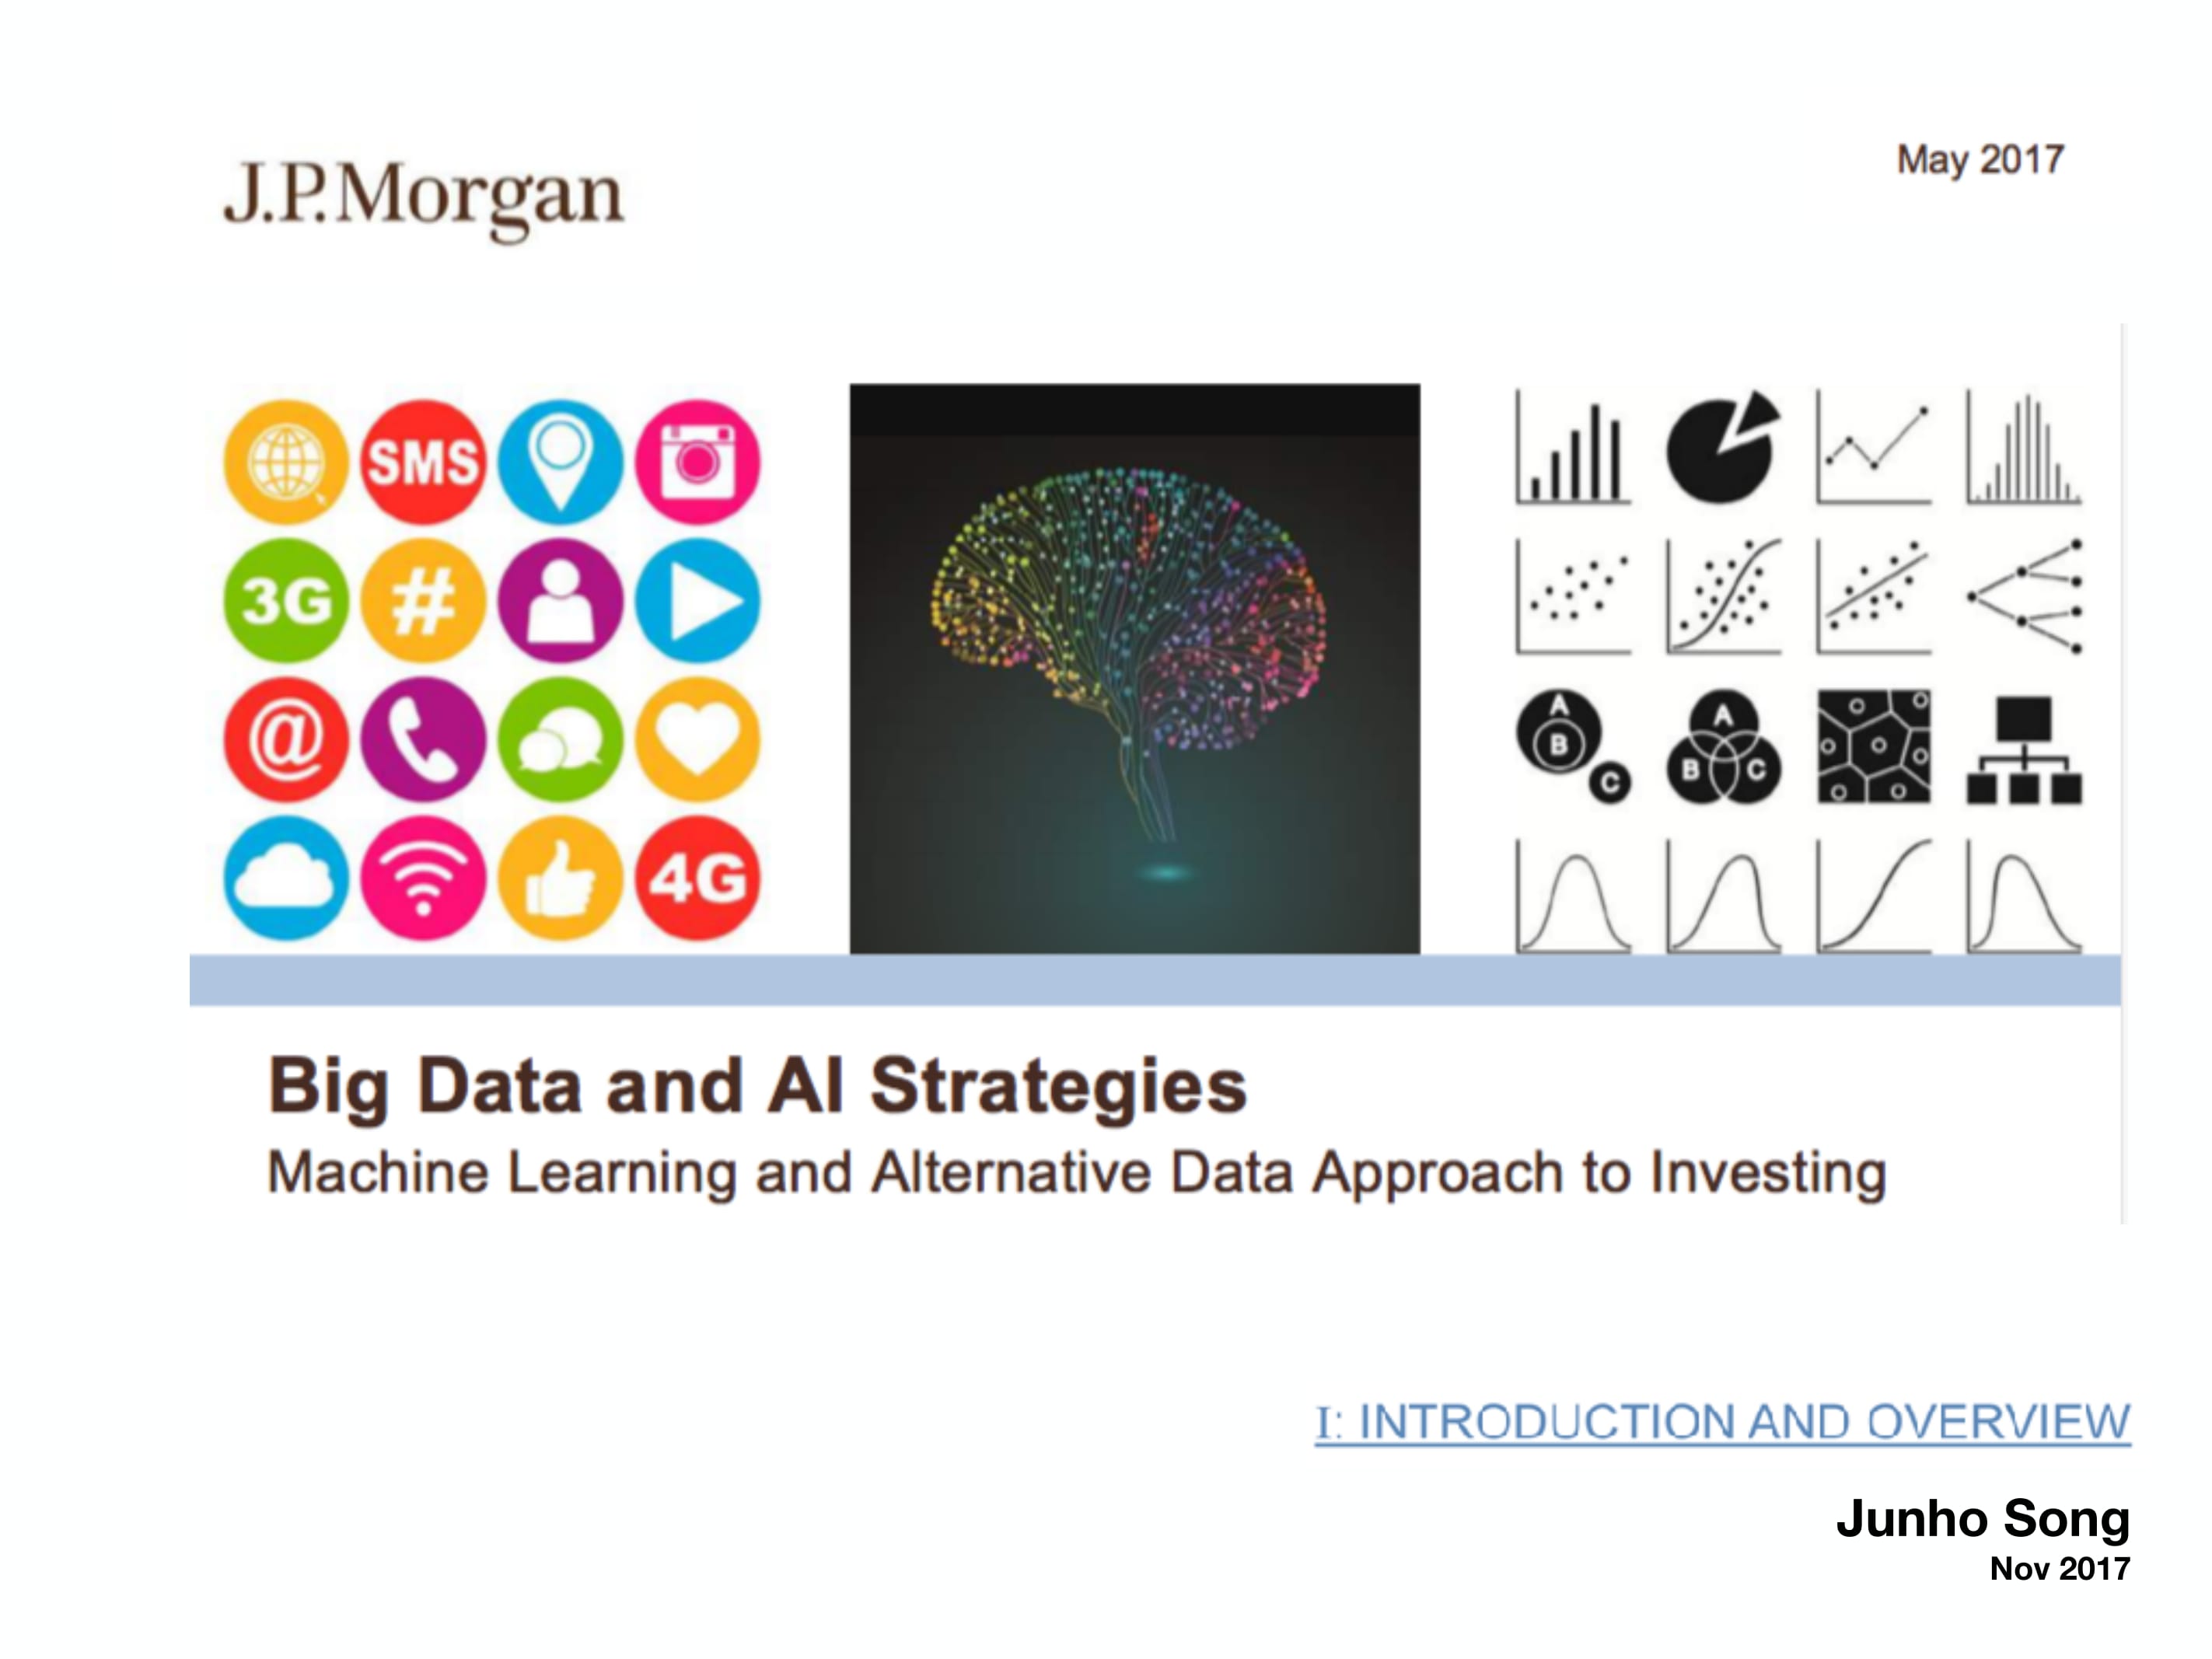 J.P.Morgan
May 2017
SMS
3G #
@
4G
A
B
C
A
B C
Big Data and AI Strategies
Machine Learning and Alternative Data Approach to Investing
I: INTRODUCTION AND OVERVIEW
Junho Song
Nov 2017